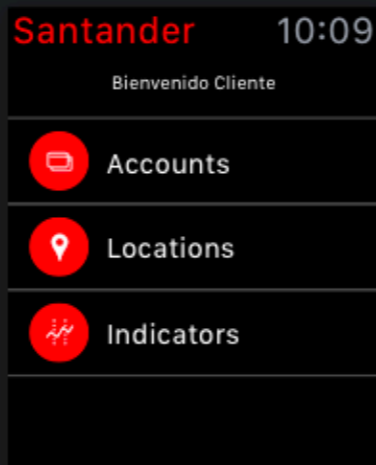 Santander 10:09
Bienvenido Cliente
Accounts
Locations
Indicators